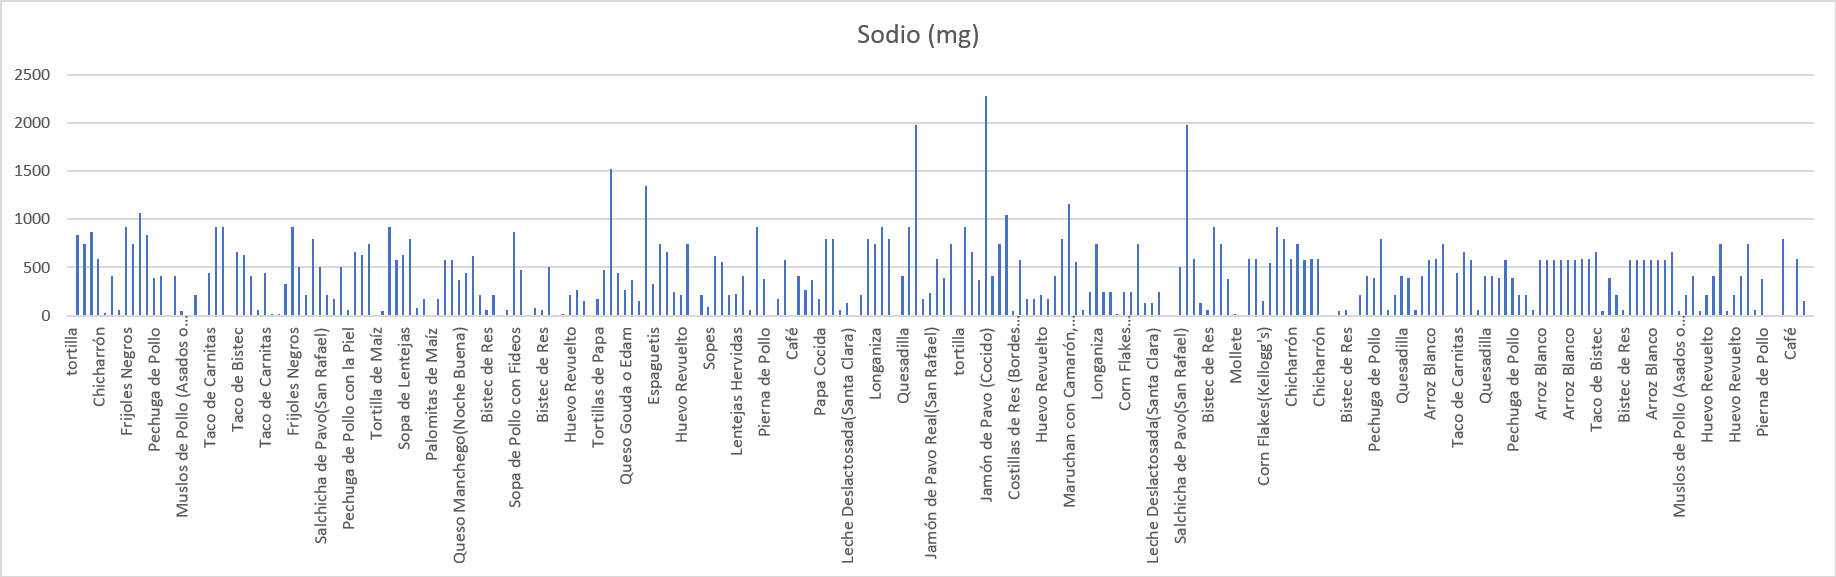 Sodio (mg)
2500
2000
1500
1000
500
0
tortilla
Chicharrón
Frijoles Negros
Pechuga de Pollo
Muslos de Pollo (Asados o...
Taco de Carnitas
Taco de Bistec
Taco de Carnitas
Frijoles Negros
Salchicha de Pavo(San Rafael)
Pechuga de Pollo con la Piel
Tortilla de Maíz
Sopa de Lentejas
Palomitas de Maíz
Queso Manchego(Noche Buena)
Bistec de Res
Sopa de Pollo con Fideos
Bistec de Res
Huevo Revuelto
Tortillas de Papa
Queso Gouda o Edam
Espaguetis
Huevo Revuelto
Sopes
Lentejas Hervidas
Pierna de Pollo
Café
Papa Cocida
Leche Deslactosada(Santa Clara)
Longaniza
Quesadilla
Jamón de Pavo Real(San Rafael)
tortilla
Jamón de Pavo (Cocido)
Costillas de Res (Bordes...
Huevo Revuelto
Maruchan con Camarón,...
Longaniza
Corn Flakes...
Leche Deslactosada(Santa Clara)
Salchicha de Pavo(San Rafael)
Bistec de Res
Mollete
Corn Flakes(Kellogg's)
Chicharrón
Chicharrón
Bistec de Res
Pechuga de Pollo
Quesadilla
Arroz Blanco
Taco de Carnitas
Quesadilla
Pechuga de Pollo
Arroz Blanco
Arroz Blanco
Taco de Bistec
Bistec de Res
Arroz Blanco
Muslos de Pollo (Asados o...
Huevo Revuelto
Huevo Revuelto
Pierna de Pollo
Café